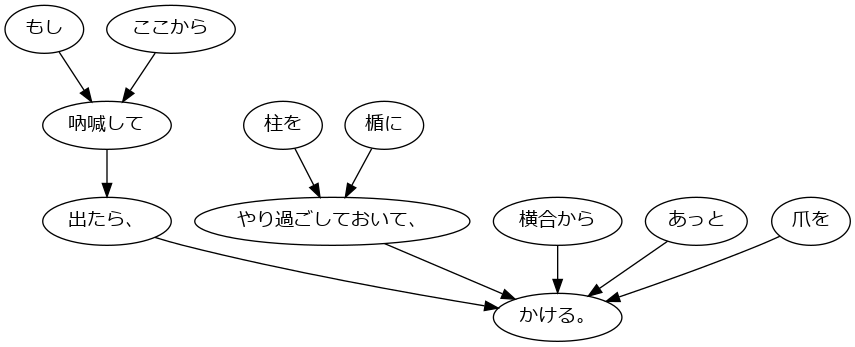 もし
ここから
吶喊して
柱を
楯に
出たら、
やり過ごしておいて、
横合から
あっと
爪を
かける。